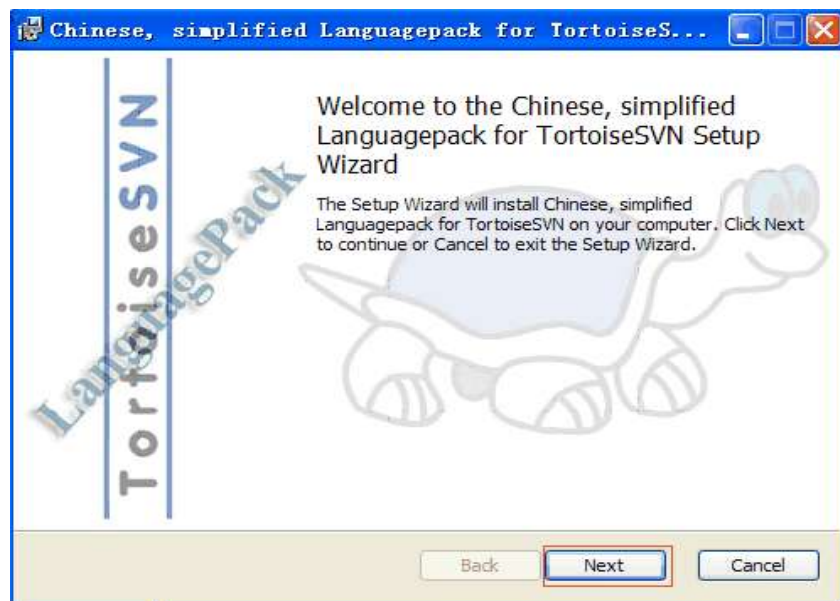 Chinese, simplified Languagepack for TortoiseS...
TortoiseSVN
LanguagePack
Welcome to the Chinese, simplified
Languagepack for TortoiseSVN Setup
Wizard
The Setup Wizard will install Chinese, simplified
Languagepack for TortoiseSVN on your computer. Click Next
to continue or Cancel to exit the Setup Wizard.
Back
Next
Cancel